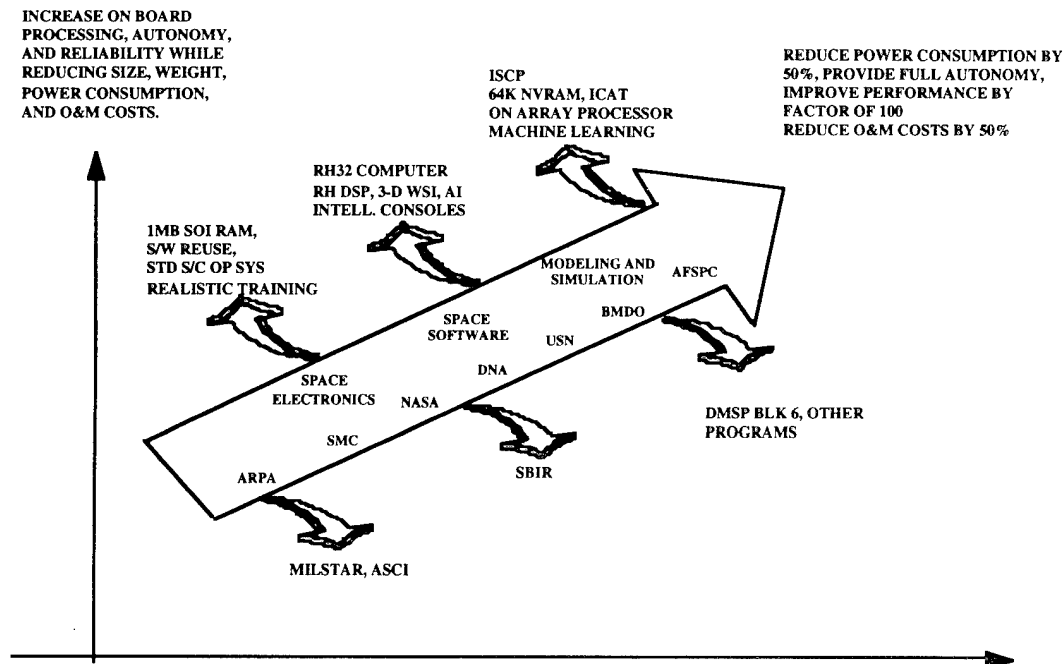 INCREASE ON BOARD
PROCESSING, AUTONOMY,
AND RELIABILITY WHILE
REDUCING SIZE, WEIGHT,
POWER CONSUMPTION,
AND O&M COSTS.
ISCP
64K NVRAM, ICAT
ON ARRAY PROCESSOR
MACHINE LEARNING
REDUCE POWER CONSUMPTION BY
50%, PROVIDE FULL AUTONOMY,
IMPROVE PERFORMANCE BY
FACTOR OF 100
REDUCE O&M COSTS BY 50%
RH32 COMPUTER
RH DSP, 3-D WSI, AI
INTELL. CONSOLES
1MB SOI RAM,
S/W REUSE,
STD S/C OP SYS
REALISTIC TRAINING
MODELING AND
SIMULATION
AFSPC
SPACE
SOFTWARE
BMDO
USN
SPACE
ELECTRONICS
DNA
NASA
SMC
ARPA
DMSP BLK 6, OTHER
PROGRAMS
SBIR
MILSTAR, ASCI